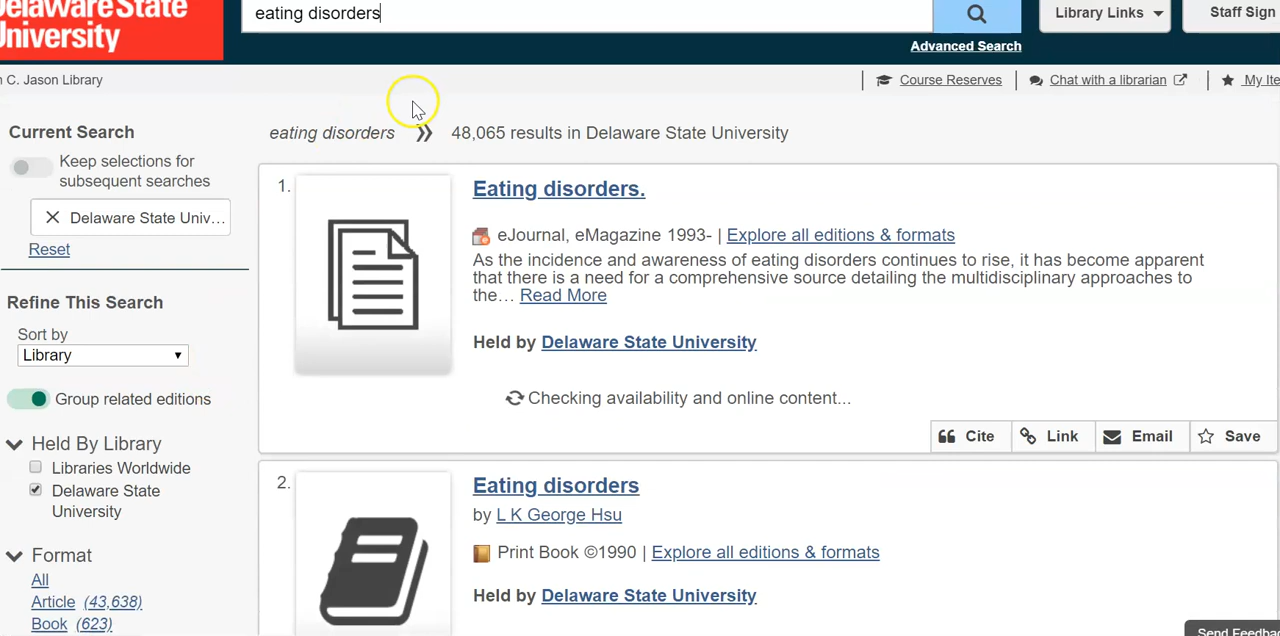 Delaware State
University
eating disorders
Library Links
Staff Sign
Advanced Search
C. Jason Library
Course Reserves
Chat with a librarian
My Ite
Current Search
Keep selections for
subsequent searches
Delaware State Univ...
Reset
eating disorders » 48,065 results in Delaware State University
1.
Eating disorders.
eJournal, eMagazine 1993- | Explore all editions & formats
As the incidence and awareness of eating disorders continues to rise, it has become apparent
that there is a need for a comprehensive source detailing the multidisciplinary approaches to
the... Read More
Held by Delaware State University
Checking availability and online content...
Cite
Link
Email
Save
Refine This Search
Sort by
Library
Group related editions
Held By Library
Libraries Worldwide
Delaware State
University
Format
All
Article (43,638)
Book (623)
2.
Eating disorders
by L K George Hsu
Print Book ©1990 | Explore all editions & formats
Held by Delaware State University
Send Feedba